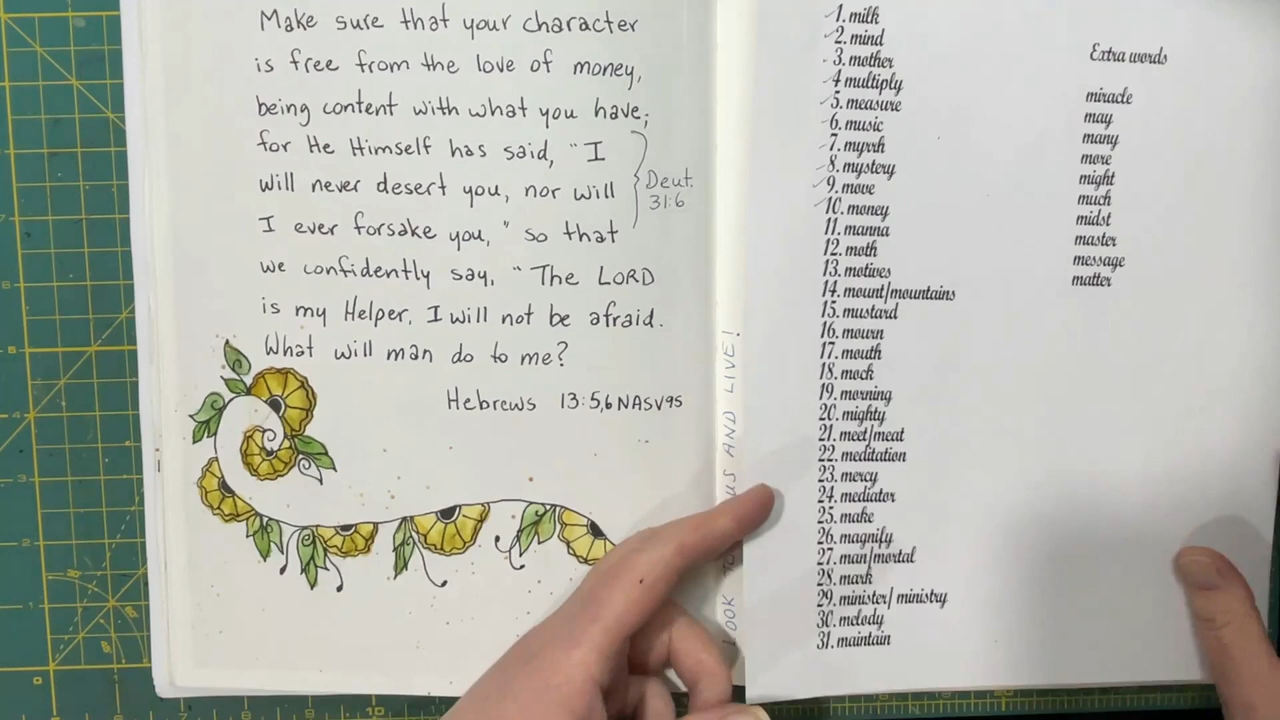 Make sure that your character
is free from the love of money,
being content with what you have;
for He Himself has said, "I
will never desert you, nor will
I ever forsake you," so that
we confidently say, "The LORD
is my Helper, I will not be afraid.
What will man do to me?
Hebrews 13:5,6 NASV95
Deut.
31:6
LOOK US AND LIVE!
1. milk
2. mind
3. mother
4 multiply
5. measure
6. music
7. myrrh
8. mystery
9. move
10. money
11. manna
12. moth
13. motives
14. mount/mountains
15. mustard
16. mourn
17. mouth
18. mock
19. morning
20. mighty
21. meet/meat
22. meditation
23. mercy
24. mediator
25. make
26. magnify
27. man/mortal
28. mark
29. minister/ ministry
30. melody
31. maintain
Extra words
miracle
may
many
more
might
much
midst
master
message
matter